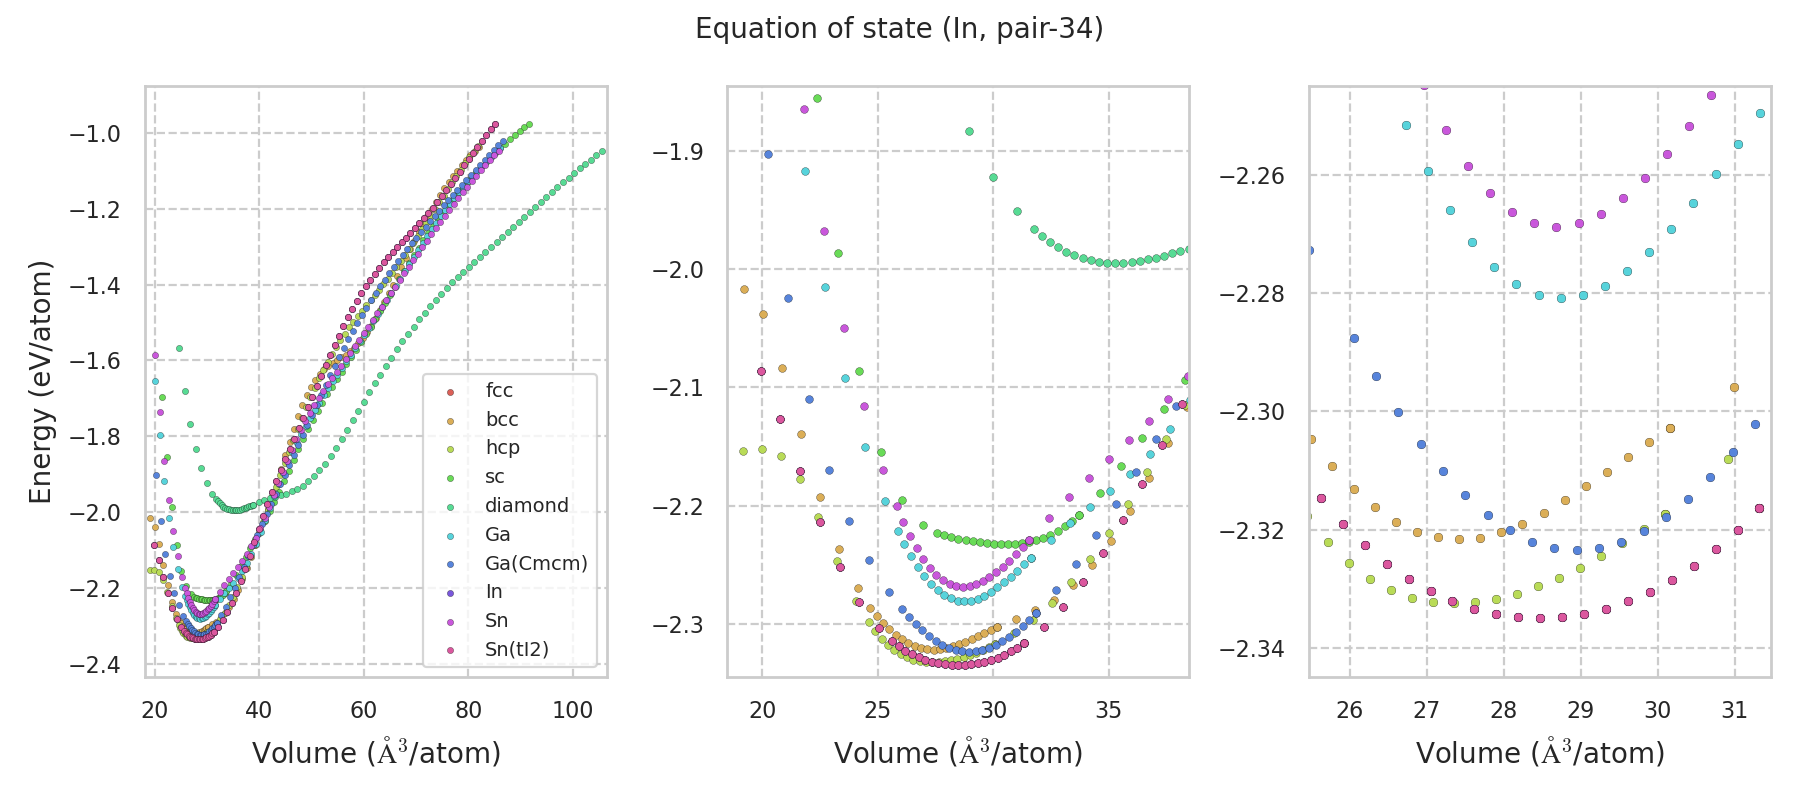 Equation of state (In, pair-34)
Energy (eV/atom)
−1.0
−1.2
−1.4
−1.6
−1.8
−2.0
−2.2
−2.4
20 40 60 80 100
Volume (Å³/atom)
fcc
bcc
hcp
sc
diamond
Ga
Ga(Cmcm)
In
Sn
Sn(tI2)
−1.9
−2.0
−2.1
−2.2
−2.3
20 25 30 35
Volume (Å³/atom)
−2.26
−2.28
−2.30
−2.32
−2.34
26 27 28 29 30 31
Volume (Å³/atom)